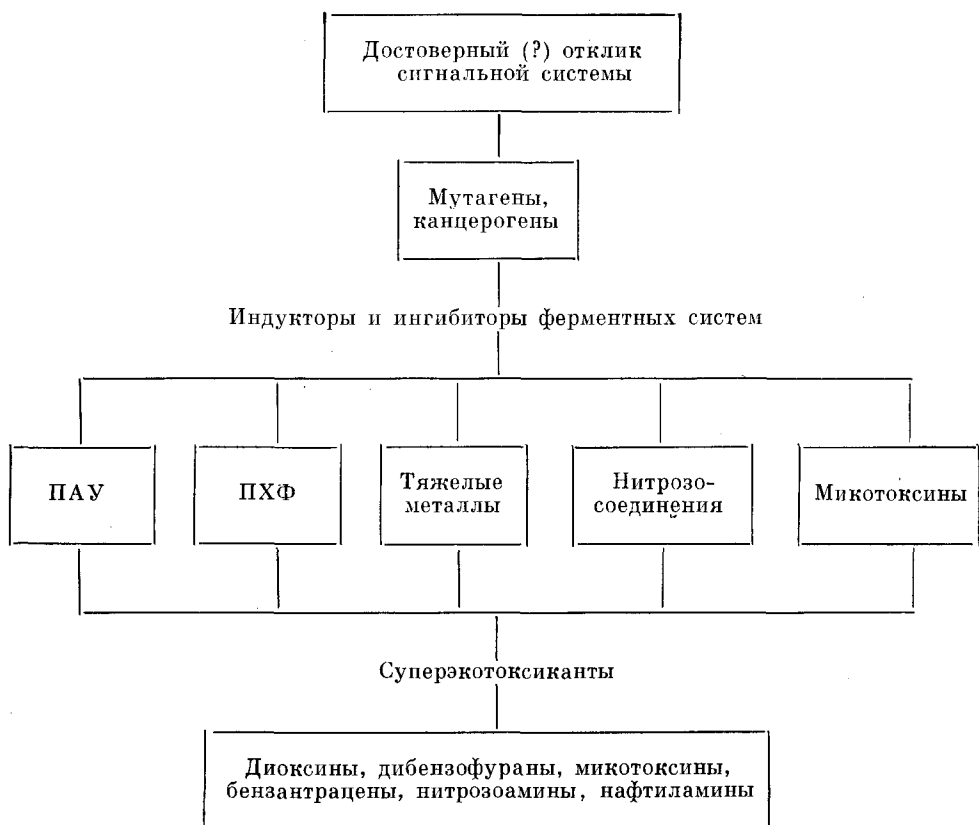 Достоверный (?) отклик
сигнальной системы
Мутагены,
канцерогены
Индукторы и ингибиторы ферментных систем
ПАУ
ПХФ
Тяжелые
металлы
Нитрозо-
соединения
Микотоксины
Суперэкотоксиканты
Диоксины, дибензофураны, микотоксины,
бензантрацены, нитрозоамины, нафтиламины